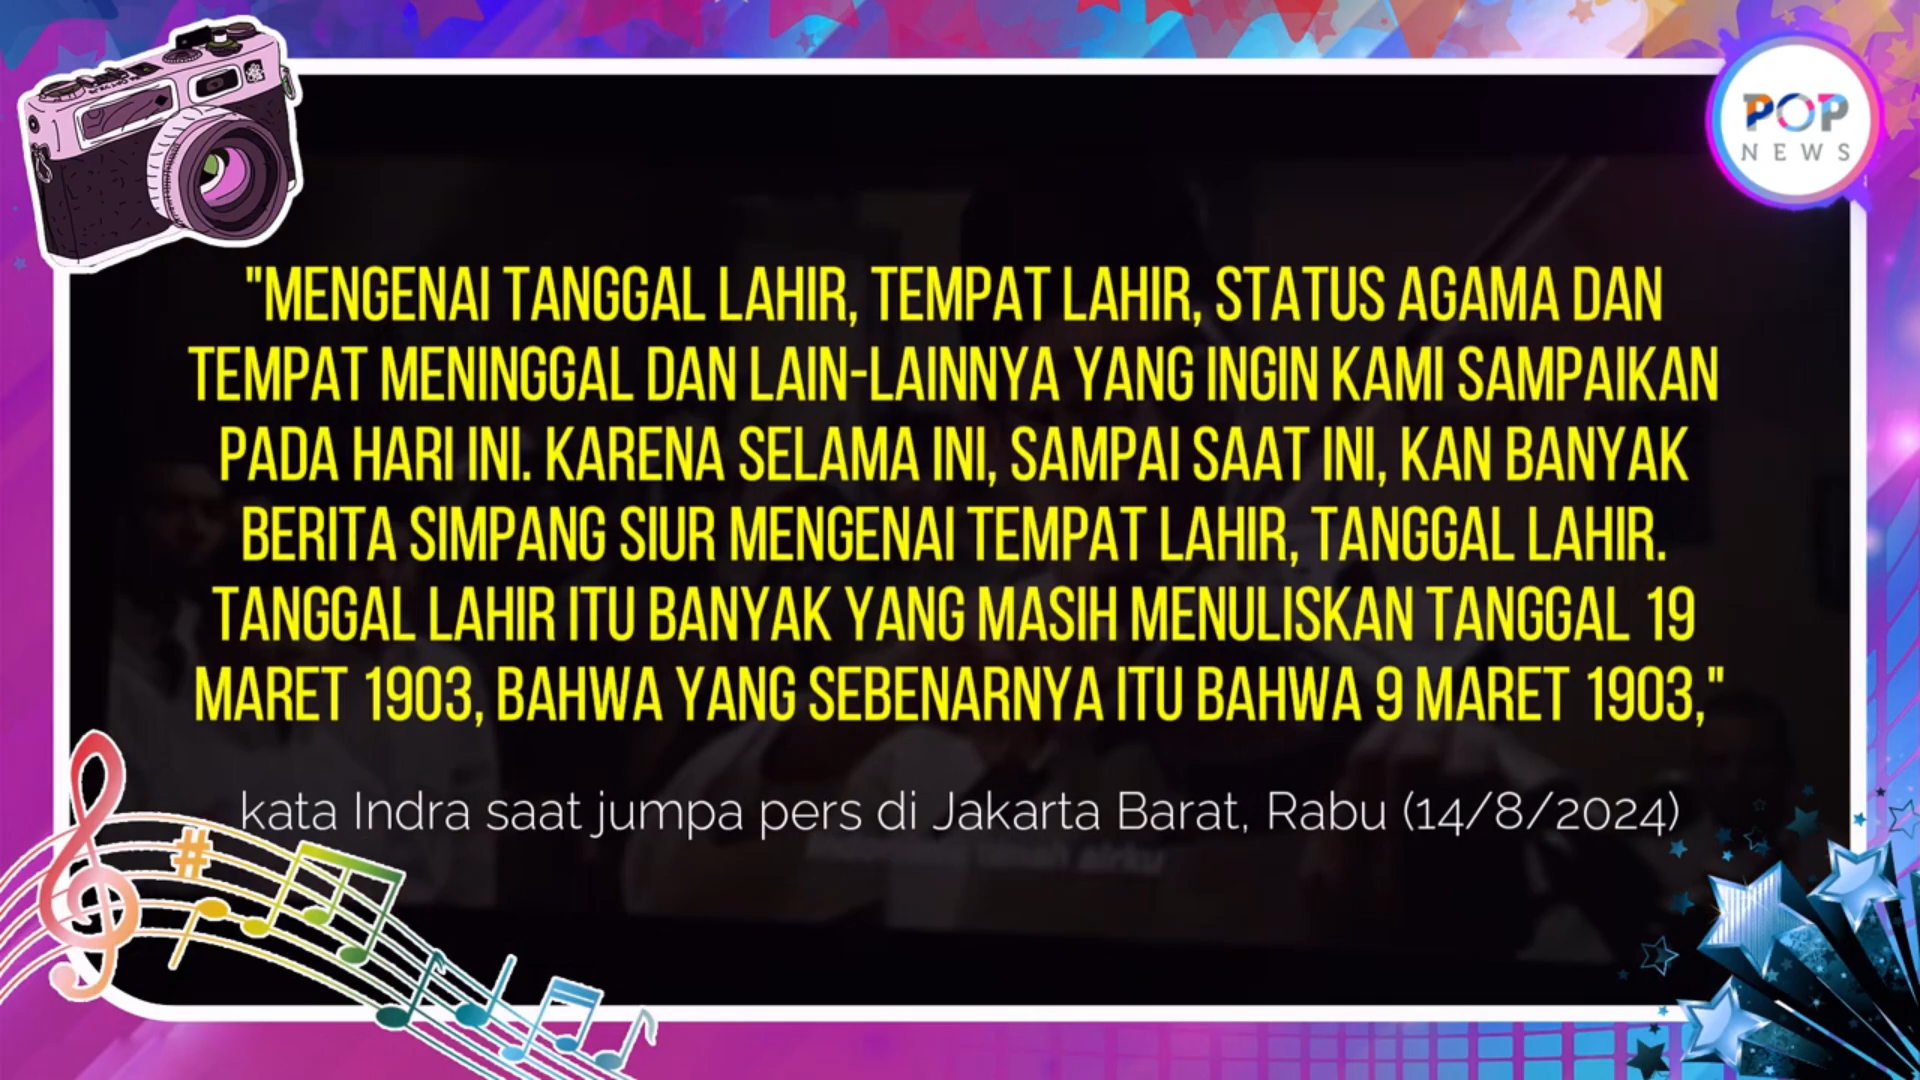 POP
NEWS
"MENGENAI TANGGAL LAHIR, TEMPAT LAHIR, STATUS AGAMA DAN
TEMPAT MENINGGAL DAN LAIN-LAINNYA YANG INGIN KAMI SAMPAIKAN
PADA HARI INI. KARENA SELAMA INI, SAMPAI SAAT INI, KAN BANYAK
BERITA SIMPANG SIUR MENGENAI TEMPAT LAHIR, TANGGAL LAHIR.
TANGGAL LAHIR ITU BANYAK YANG MASIH MENULISKAN TANGGAL 19
MARET 1903, BAHWA YANG SEBENARNYA ITU BAHWA 9 MARET 1903,"
kata Indra saat jumpa pers di Jakarta Barat, Rabu (14/8/2024)